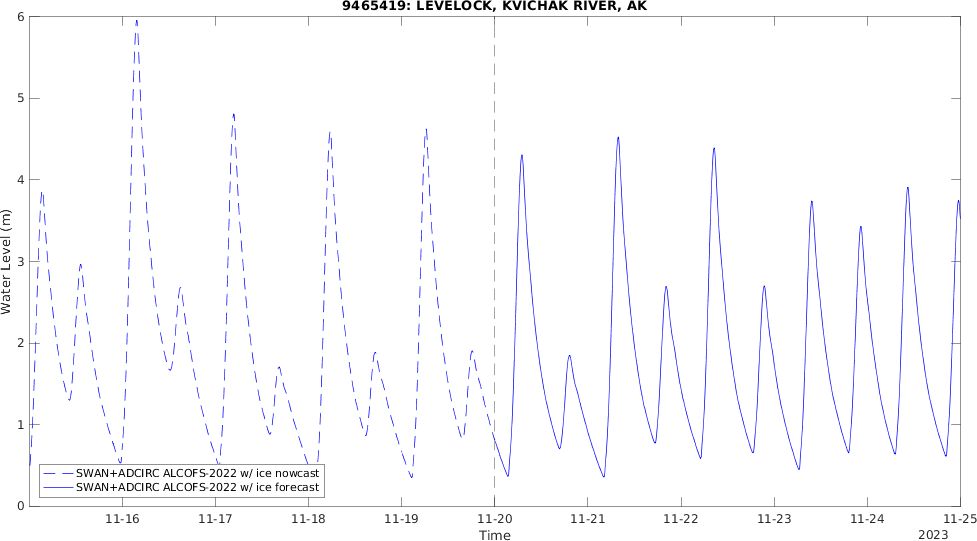 9465419: LEVELOCK, KVICHAK RIVER, AK
6
5
4
3
2
1
0
Water Level (m)
SWAN+ADCIRC ALCOFS-2022 w/ ice nowcast
SWAN+ADCIRC ALCOFS-2022 w/ ice forecast
11-16 11-17 11-18 11-19 11-20 11-21 11-22 11-23 11-24 11-25
Time
2023